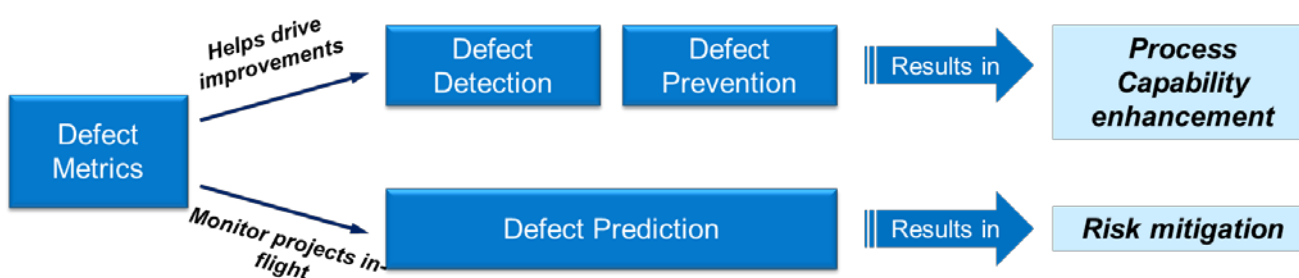 Helps drive
improvements
Defect
Detection
Defect
Prevention
Results in
Process
Capability
enhancement
Defect
Metrics
Monitor projects in-
flight
Defect Prediction
Results in
Risk mitigation